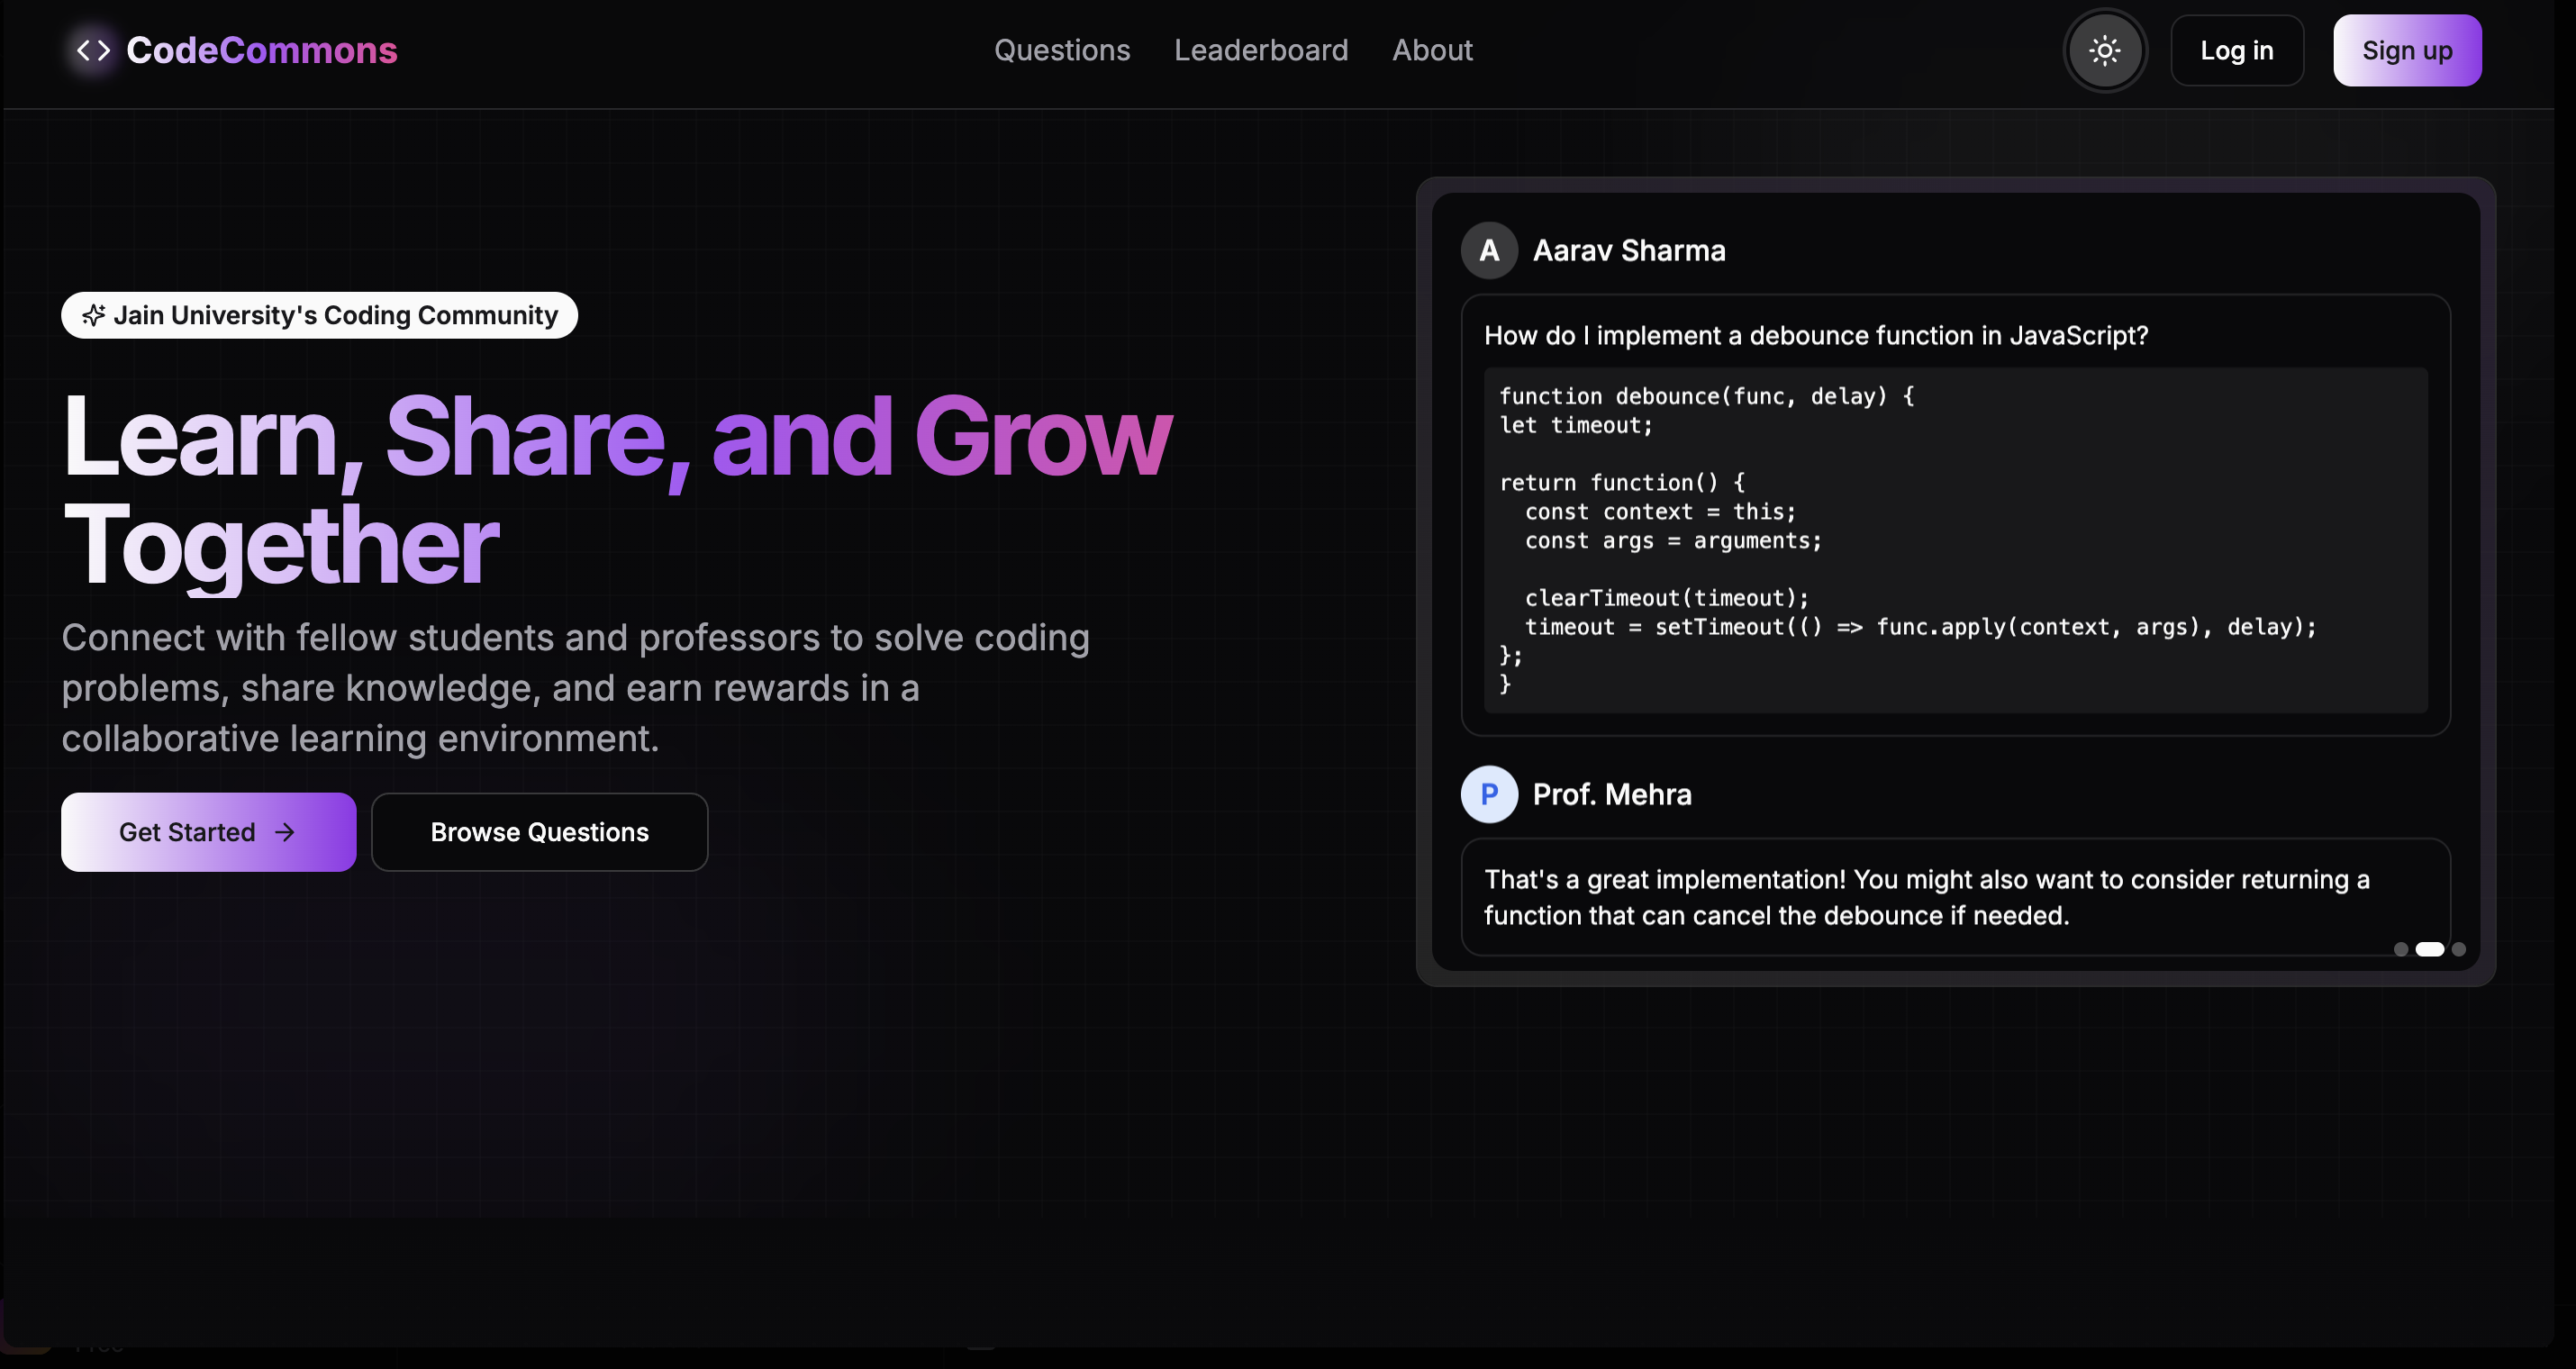 CodeCommons
Questions
Leaderboard
About
Log in
Sign up
Jain University's Coding Community
Learn, Share, and Grow
Together
Connect with fellow students and professors to solve coding
problems, share knowledge, and earn rewards in a
collaborative learning environment.
Get Started →
Browse Questions
A
Aarav Sharma
How do I implement a debounce function in JavaScript?
function debounce(func, delay) {
let timeout;
return function() {
  const context = this;
  const args = arguments;
  clearTimeout(timeout);
  timeout = setTimeout(() => func.apply(context, args), delay);
};
}
P
Prof. Mehra
That's a great implementation! You might also want to consider returning a
function that can cancel the debounce if needed.